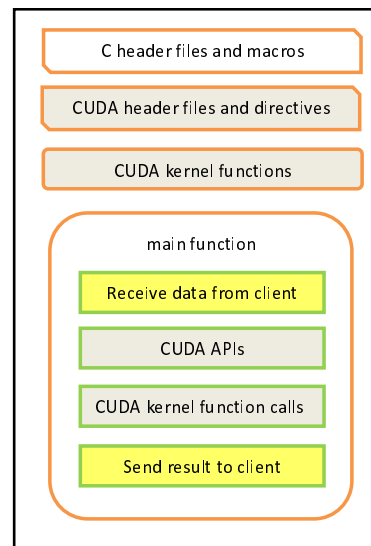 C header files and macros
CUDA header files and directives
CUDA kernel functions
main function
Receive data from client
CUDA APIs
CUDA kernel function calls
Send result to client